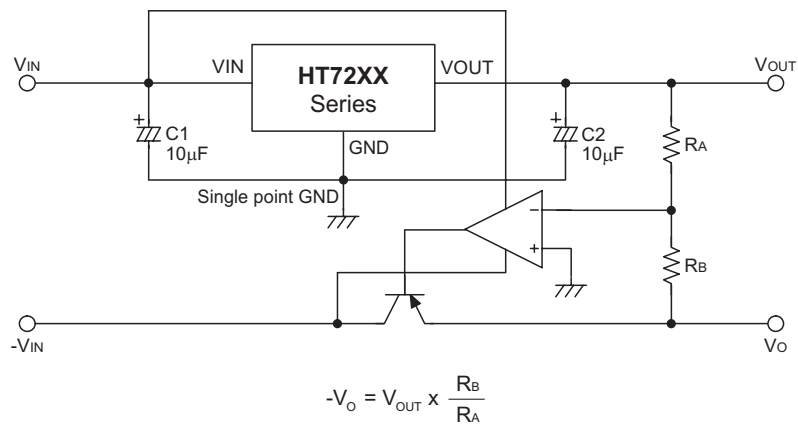 VIN
VIN
HT72XX
Series
VOUT
VOUT
+
C1
10μF
GND
+
C2
10μF
RA
Single point GND
−
+
RB
-VIN
VO
-VO = VOUT x RB
RA